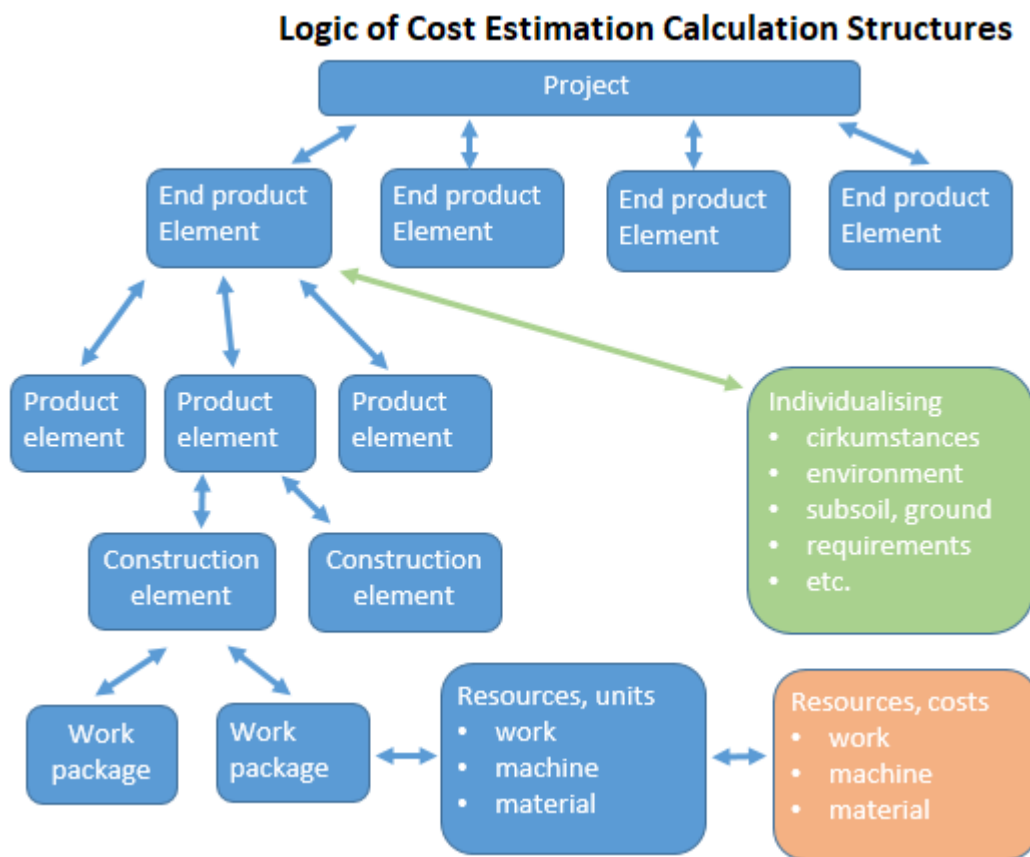 Logic of Cost Estimation Calculation Structures
Project
End product
Element
End product
Element
End product
Element
End product
Element
Product
element
Product
element
Product
element
Individualising
• cirkumstances
• environment
• subsoil, ground
• requirements
• etc.
Construction
element
Construction
element
Work
package
Work
package
Resources, units
• work
• machine
• material
Resources, costs
• work
• machine
• material